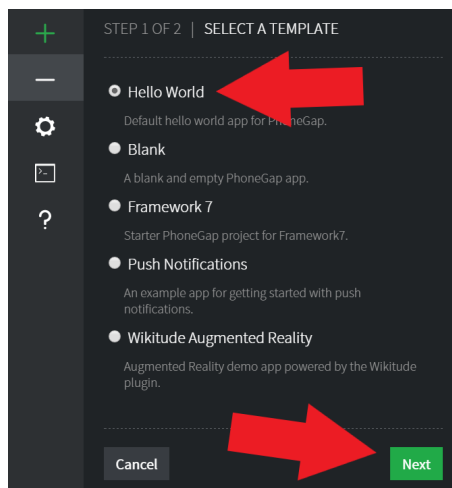 STEP 1 OF 2 | SELECT A TEMPLATE
Hello World
Default hello world app for PhoneGap.
Blank
A blank and empty PhoneGap app.
Framework 7
Starter PhoneGap project for Framework7.
Push Notifications
An example app for getting started with push
notifications.
Wikitude Augmented Reality
Augmented Reality demo app powered by the Wikitude
plugin.
Cancel
Next